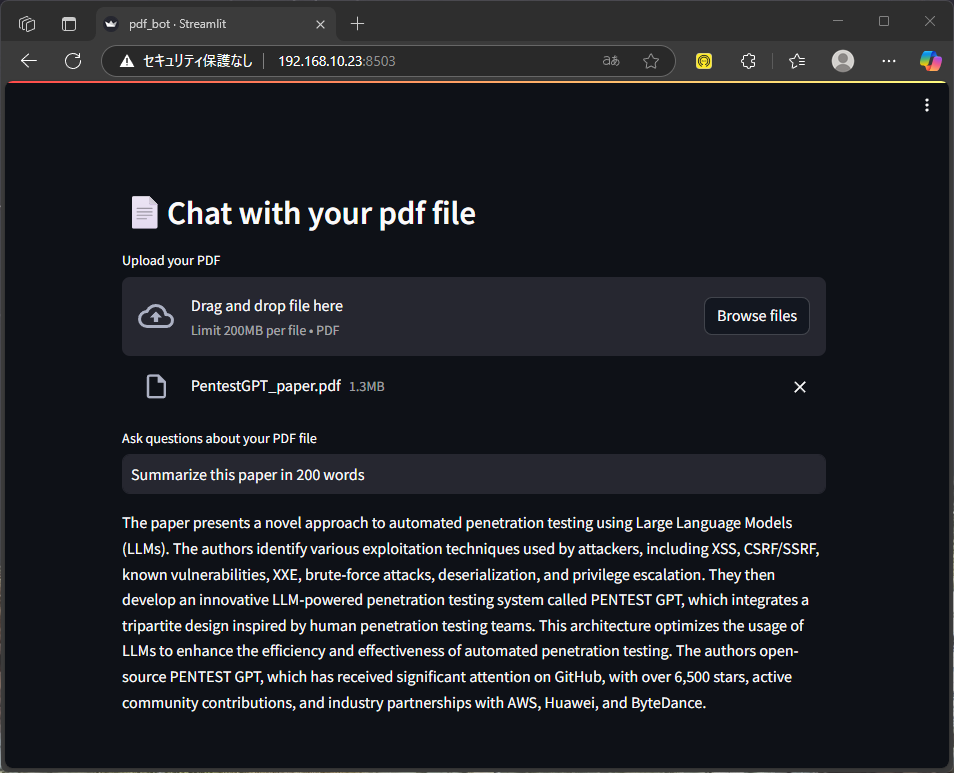 pdf_bot · Streamlit
セキュリティ保護なし 192.168.10.23:8503 aあ
Chat with your pdf file
Upload your PDF
Drag and drop file here
Limit 200MB per file • PDF
Browse files
PentestGPT_paper.pdf 1.3MB
Ask questions about your PDF file
Summarize this paper in 200 words
The paper presents a novel approach to automated penetration testing using Large Language Models
(LLMs). The authors identify various exploitation techniques used by attackers, including XSS, CSRF/SSRF,
known vulnerabilities, XXE, brute-force attacks, deserialization, and privilege escalation. They then
develop an innovative LLM-powered penetration testing system called PENTEST GPT, which integrates a
tripartite design inspired by human penetration testing teams. This architecture optimizes the usage of
LLMs to enhance the efficiency and effectiveness of automated penetration testing. The authors open-
source PENTEST GPT, which has received significant attention on GitHub, with over 6,500 stars, active
community contributions, and industry partnerships with AWS, Huawei, and ByteDance.